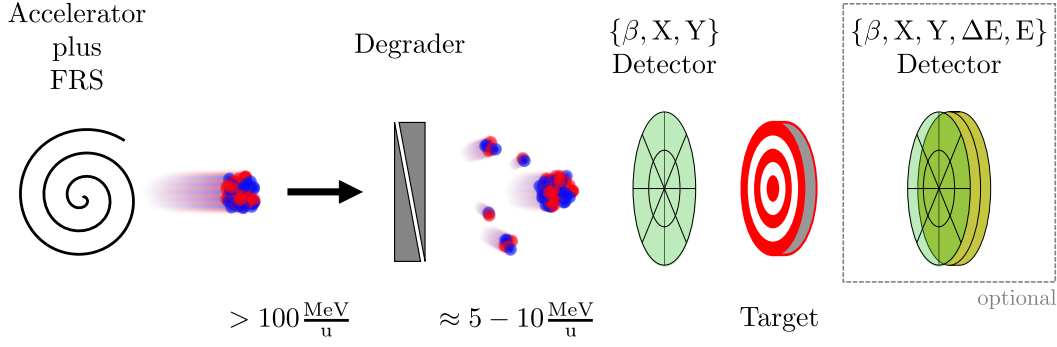 Accelerator
plus
FRS
Degrader
{β, X, Y}
Detector
{β, X, Y, ΔE, E}
Detector
optional
> 100 MeV/u
≈ 5 − 10 MeV/u
Target